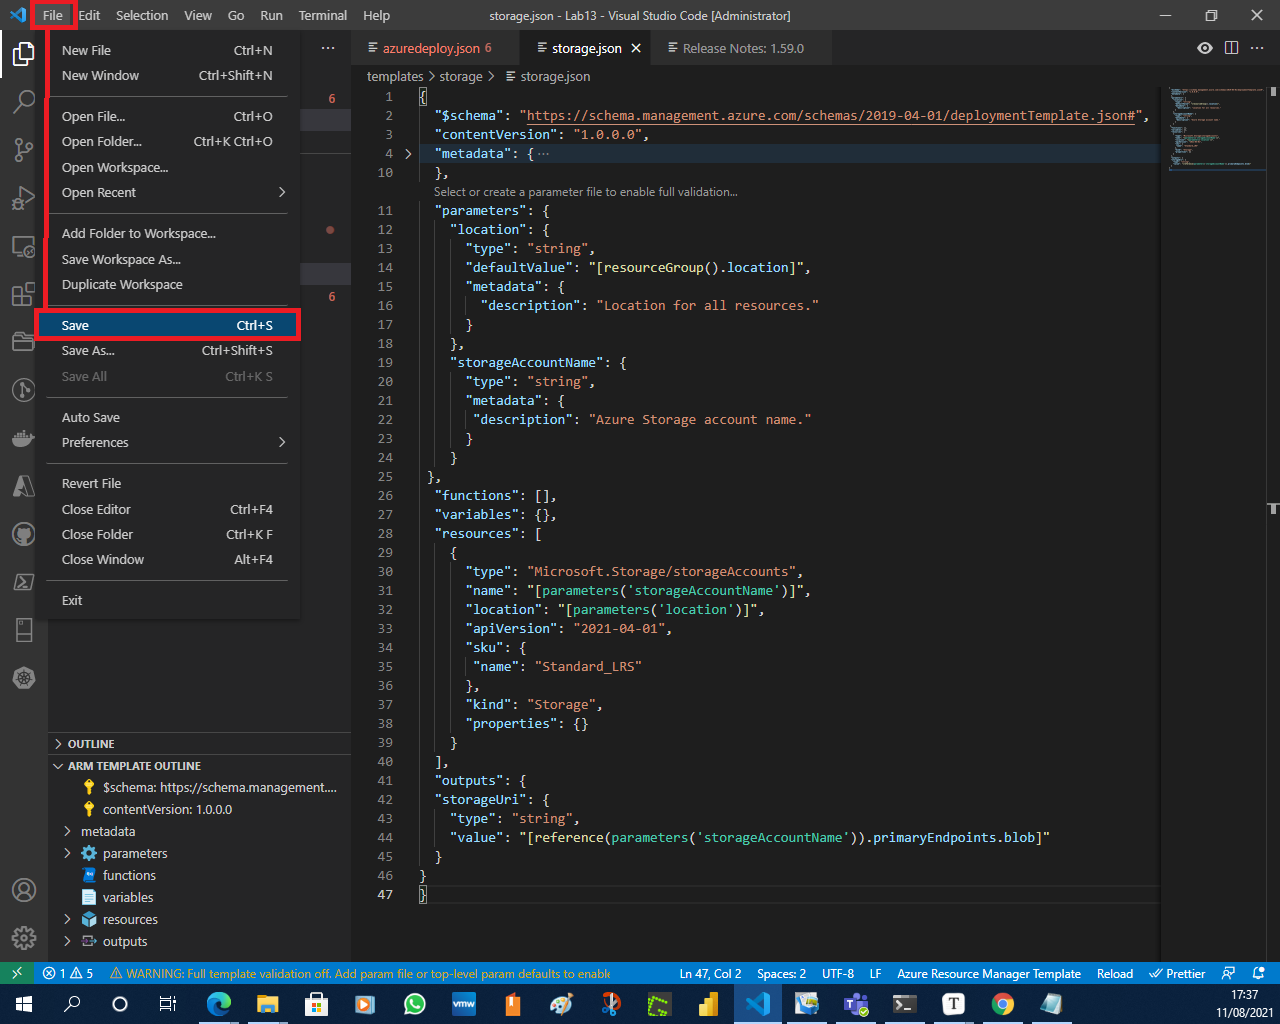 File Edit Selection View Go Run Terminal Help
storage.json - Lab13 - Visual Studio Code [Administrator]
New File Ctrl+N
New Window Ctrl+Shift+N
Open File... Ctrl+O
Open Folder... Ctrl+K Ctrl+O
Open Workspace...
Open Recent
Add Folder to Workspace...
Save Workspace As...
Duplicate Workspace
Save Ctrl+S
Save As... Ctrl+Shift+S
Save All Ctrl+K S
Auto Save
Preferences
Revert File
Close Editor Ctrl+F4
Close Folder Ctrl+K F
Close Window Alt+F4
Exit
6
6
OUTLINE
ARM TEMPLATE OUTLINE
$schema: https://schema.management....
contentVersion: 1.0.0.0
metadata
parameters
functions
variables
resources
outputs
azuredeploy.json 6
storage.json
Release Notes: 1.59.0
templates > storage > storage.json
1 {
2 "$schema": "https://schema.management.azure.com/schemas/2019-04-01/deploymentTemplate.json#",
3 "contentVersion": "1.0.0.0",
4 "metadata": { ...
10 },
Select or create a parameter file to enable full validation...
11 "parameters": {
12 "location": {
13 "type": "string",
14 "defaultValue": "[resourceGroup().location]",
15 "metadata": {
16 "description": "Location for all resources."
17 }
18 },
19 "storageAccountName": {
20 "type": "string",
21 "metadata": {
22 "description": "Azure Storage account name."
23 }
24 }
25 },
26 "functions": [],
27 "variables": {},
28 "resources": [
29 {
30 "type": "Microsoft.Storage/storageAccounts",
31 "name": "[parameters('storageAccountName')]",
32 "location": "[parameters('location')]",
33 "apiVersion": "2021-04-01",
34 "sku": {
35 "name": "Standard_LRS"
36 },
37 "kind": "Storage",
38 "properties": {}
39 }
40 ],
41 "outputs": {
42 "storageUri": {
43 "type": "string",
44 "value": "[reference(parameters('storageAccountName')).primaryEndpoints.blob]"
45 }
46 }
47 }
1 5 WARNING: Full template validation off. Add param file or top-level param defaults to enable
Ln 47, Col 2 Spaces: 2 UTF-8 LF Azure Resource Manager Template Reload Prettier
vmw
T
17:37
11/08/2021